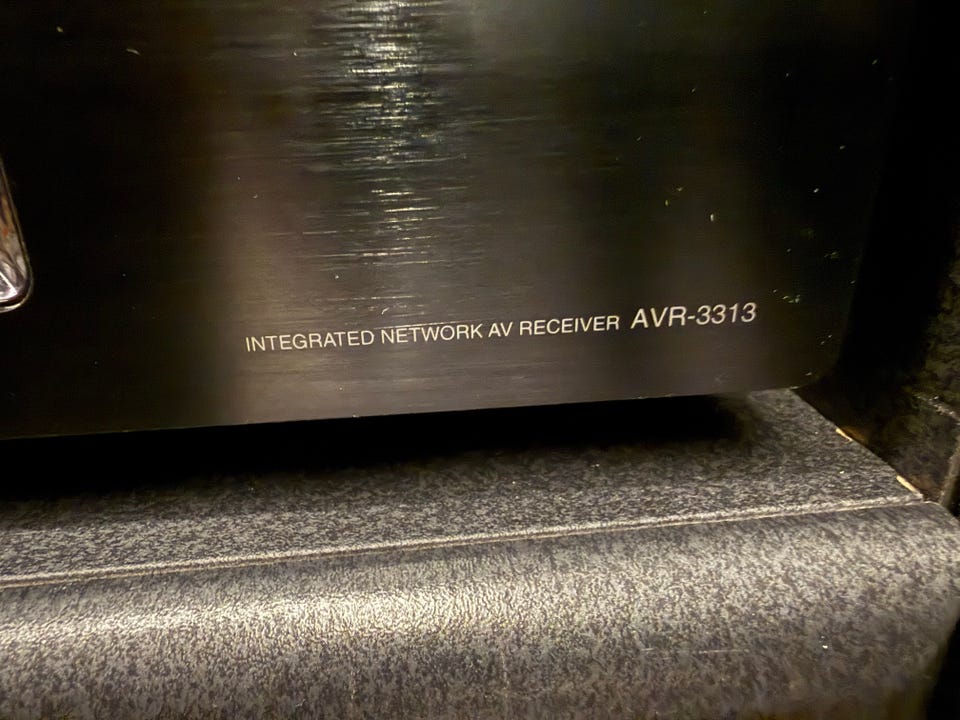 INTEGRATED NETWORK AV RECEIVER AVR-3313